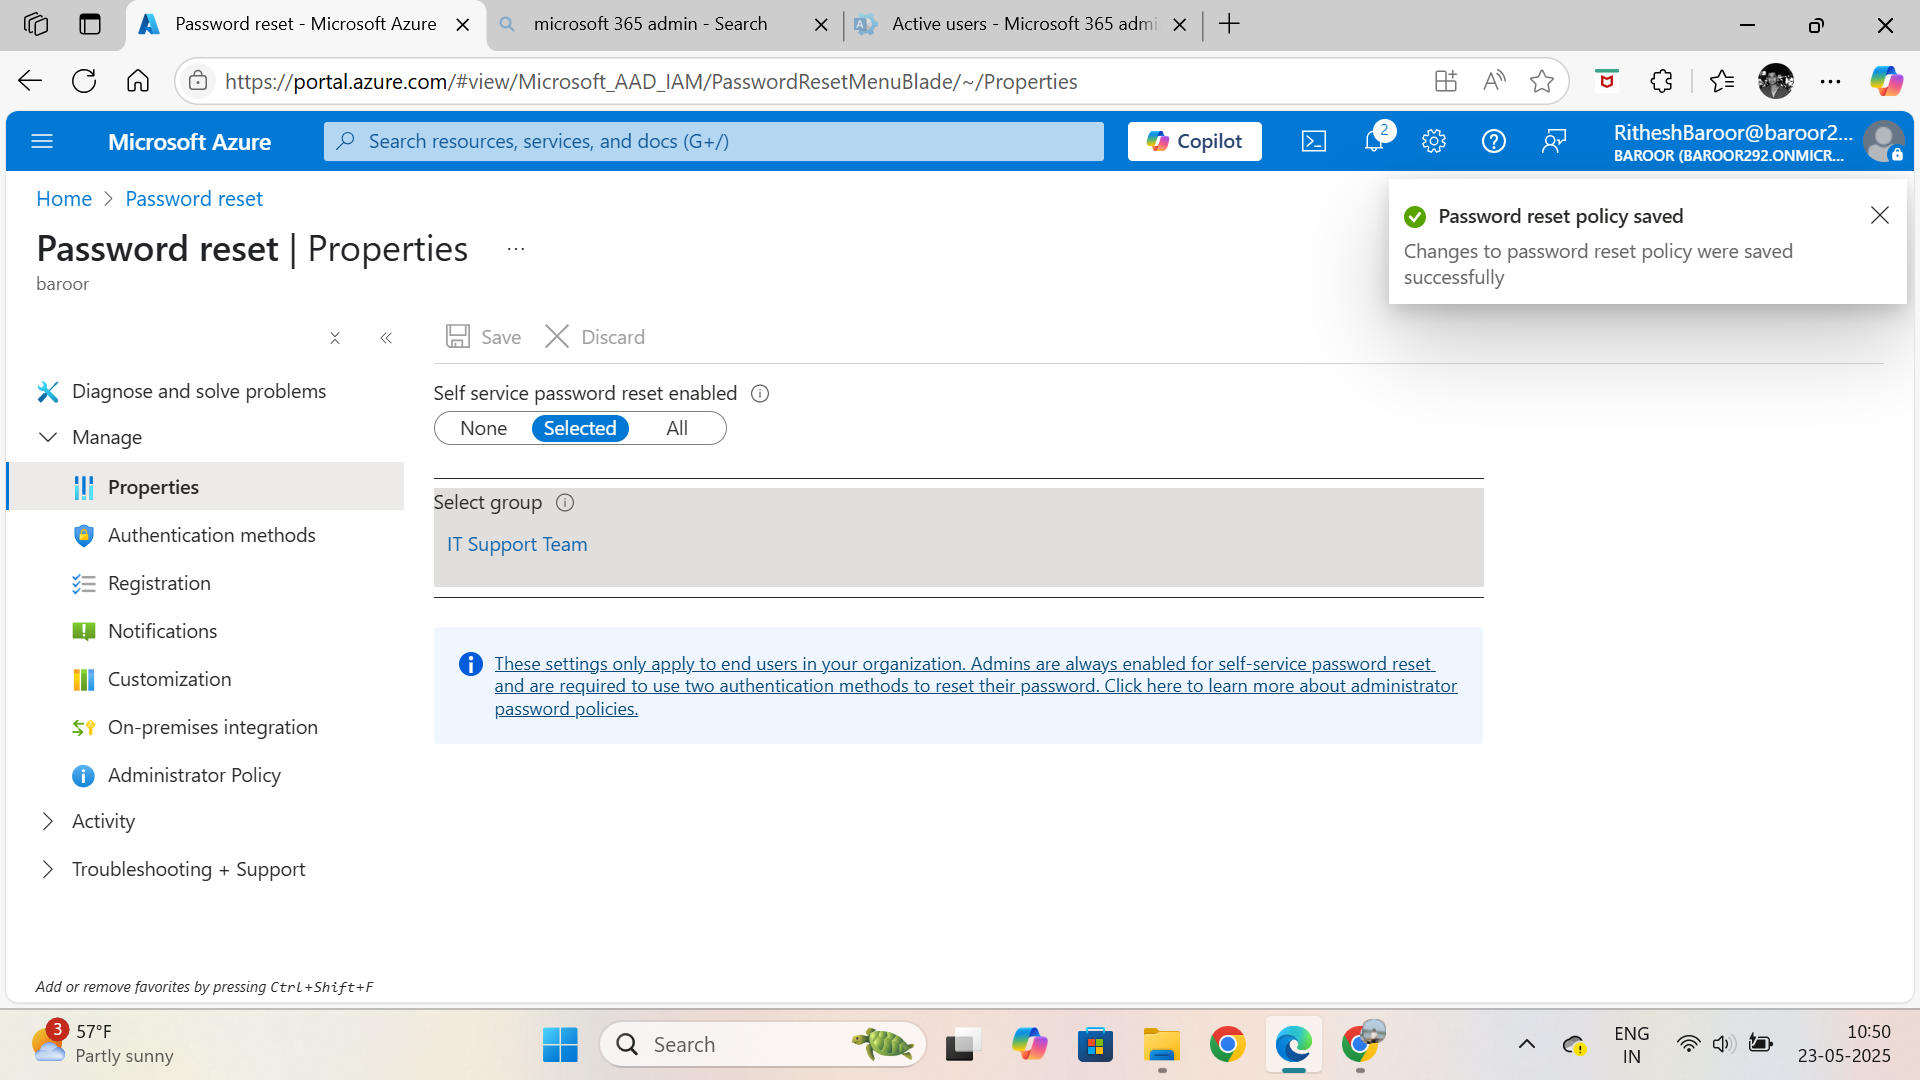 Password reset - Microsoft Azure
microsoft 365 admin - Search
Active users - Microsoft 365 admi
https://portal.azure.com/#view/Microsoft_AAD_IAM/PasswordResetMenuBlade/~/Properties
Microsoft Azure
Search resources, services, and docs (G+/)
Copilot
2
RitheshBaroor@baroor2...
BAROOR (BAROOR292.ONMICR...
Home > Password reset
Password reset | Properties ...
baroor
Password reset policy saved
Changes to password reset policy were saved
successfully
Save
Discard
Diagnose and solve problems
Manage
Properties
Authentication methods
Registration
Notifications
Customization
On-premises integration
Administrator Policy
Activity
Troubleshooting + Support
Self service password reset enabled
None
Selected
All
Select group
IT Support Team
These settings only apply to end users in your organization. Admins are always enabled for self-service password reset
and are required to use two authentication methods to reset their password. Click here to learn more about administrator
password policies.
Add or remove favorites by pressing Ctrl+Shift+F
3
57°F
Partly sunny
Search
ENG
IN
10:50
23-05-2025